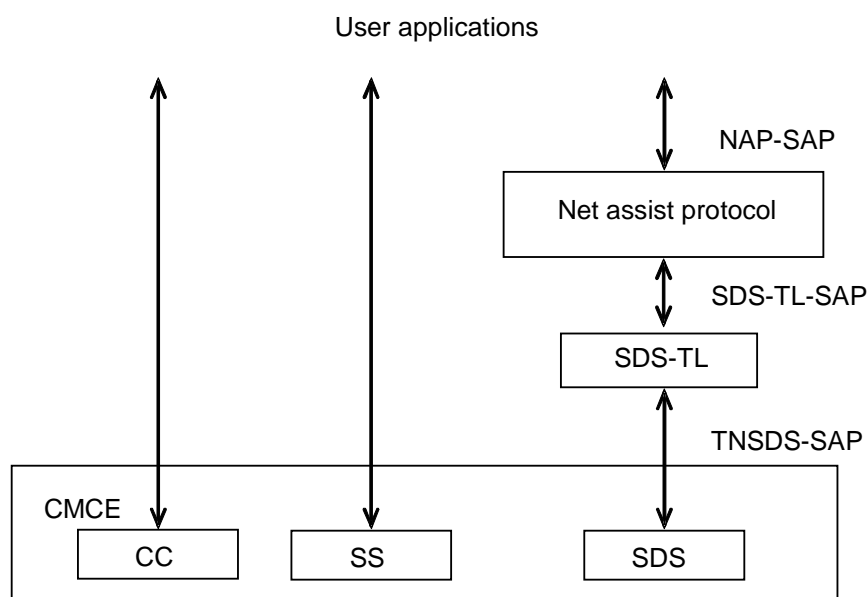 User applications
NAP-SAP
Net assist protocol
SDS-TL-SAP
SDS-TL
TNSDS-SAP
CMCE
CC
SS
SDS